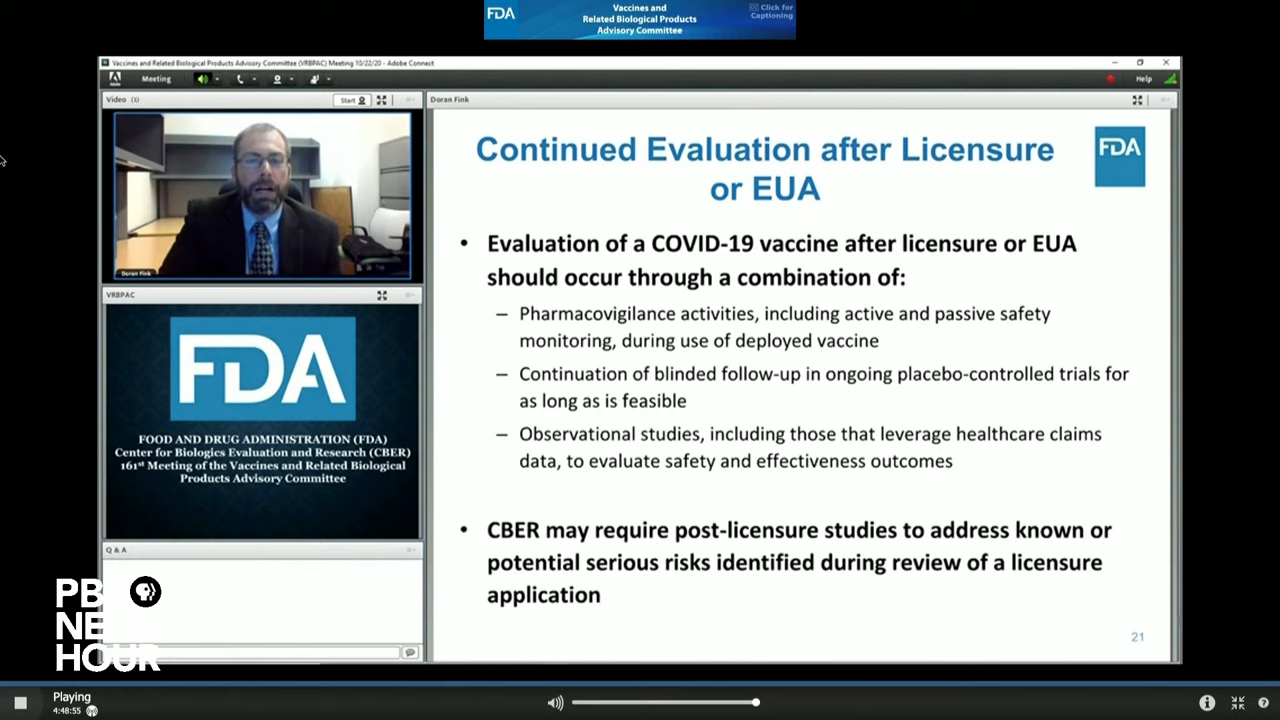 FDA
Vaccines and
Related Biological Products
Advisory Committee
CC Click for
Captioning
Vaccines and Related Biological Products Advisory Committee (VRBPAC) Meeting 10/22/20 - Adobe Connect
Meeting
Help
Video (1)
Start
Doran Fink
Doran Fink
VRBPAC
FDA
FOOD AND DRUG ADMINISTRATION (FDA)
Center for Biologics Evaluation and Research (CBER)
161st Meeting of the Vaccines and Related Biological
Products Advisory Committee
Q & A
Continued Evaluation after Licensure
or EUA
FDA
• Evaluation of a COVID-19 vaccine after licensure or EUA
should occur through a combination of:
– Pharmacovigilance activities, including active and passive safety
monitoring, during use of deployed vaccine
– Continuation of blinded follow-up in ongoing placebo-controlled trials for
as long as is feasible
– Observational studies, including those that leverage healthcare claims
data, to evaluate safety and effectiveness outcomes
• CBER may require post-licensure studies to address known or
potential serious risks identified during review of a licensure
application
21
PBS
NEWS
HOUR
Playing
4:48:55